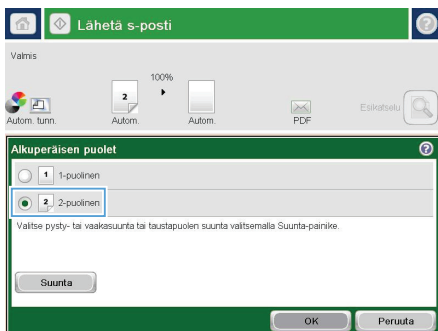 Lähetä s-posti
Valmis
100%
2
Autom. tunn.
Autom.
Autom.
PDF
Esikatselu
Alkuperäisen puolet
1 1-puolinen
2 2-puolinen
Valitse pysty- tai vaakasuunta tai taustapuolen suunta valitsemalla Suunta-painike.
Suunta
OK
Peruuta